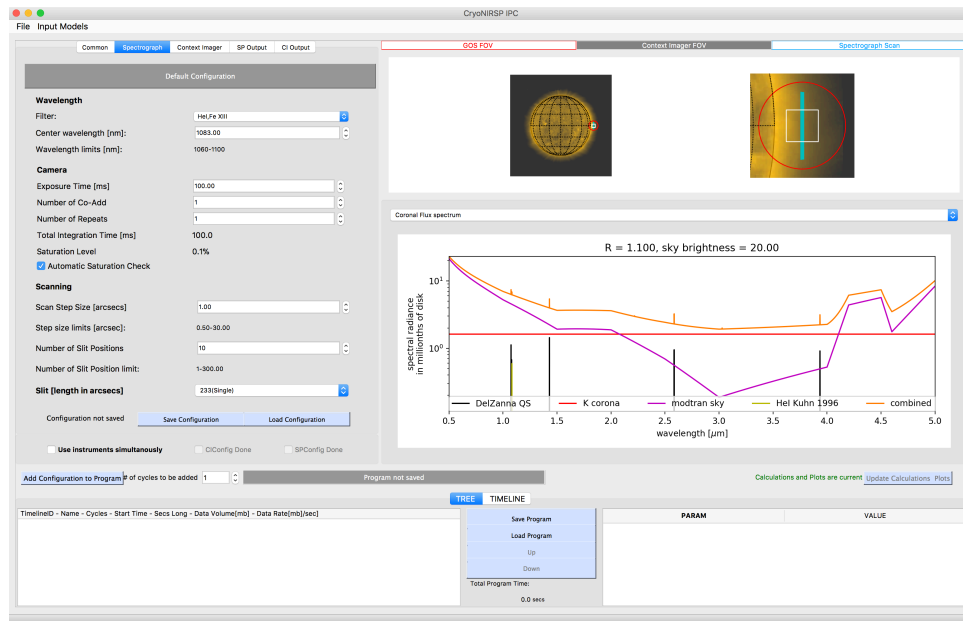 CryoNIRSP IPC
File Input Models
Common Spectrograph Context Imager SP Output CI Output
GOS FOV Context Imager FOV Spectrograph Scan
Default Configuration
Wavelength
Filter: HeI,Fe XIII
Center wavelength [nm]: 1083.00
Wavelength limits [nm]: 1060-1100
Camera
Exposure Time [ms] 100.00
Number of Co-Add 1
Number of Repeats 1
Total Integration Time [ms] 100.0
Saturation Level 0.1%
Automatic Saturation Check
Scanning
Scan Step Size [arcsecs] 1.00
Step size limits [arcsec]: 0.50-30.00
Number of Slit Positions 10
Number of Slit Position limit: 1-300.00
Slit [length in arcsecs] 233(Single)
Configuration not saved Save Configuration Load Configuration
Use instruments simultanously CIConfig Done SPConfig Done
Coronal Flux spectrum
R = 1.100, sky brightness = 20.00
spectral radiance
in millionths of disk
10¹
10⁰
DelZanna QS K corona modtran sky HeI Kuhn 1996 combined
0.5 1.0 1.5 2.0 2.5 3.0 3.5 4.0 4.5 5.0
wavelength [μm]
Add Configuration to Program # of cycles to be added 1 Program not saved Calculations and Plots are current Update Calculations Plots
TREE TIMELINE
TimelineID - Name - Cycles - Start Time - Secs Long - Data Volume[mb] - Data Rate[mb/sec]
Save Program
Load Program
Up
Down
Total Program Time:
0.0 secs
PARAM VALUE